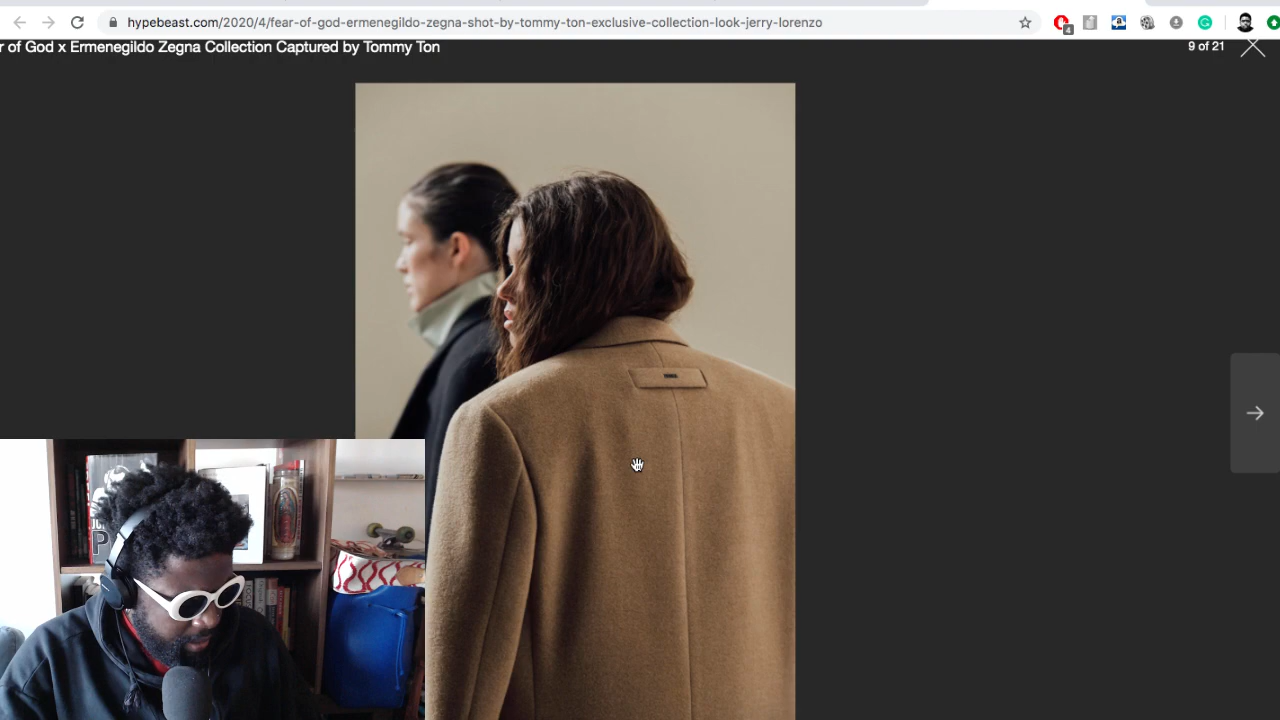 hypebeast.com/2020/4/fear-of-god-ermenegildo-zegna-shot-by-tommy-ton-exclusive-collection-look-jerry-lorenzo
4
r of God x Ermenegildo Zegna Collection Captured by Tommy Ton
9 of 21